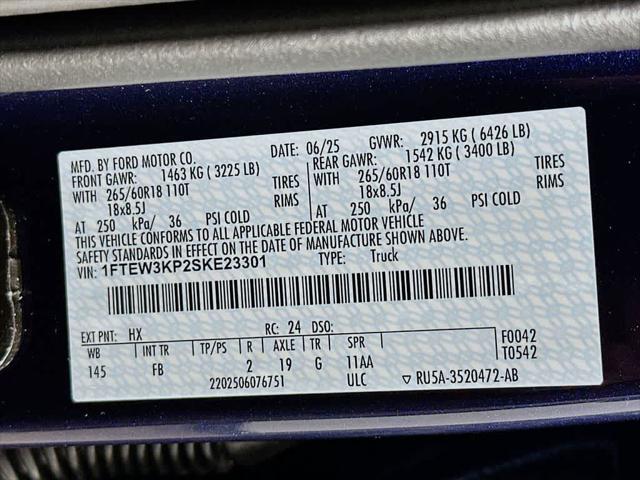 MFD. BY FORD MOTOR CO. DATE: 06/25 GVWR: 2915 KG ( 6426 LB)
FRONT GAWR: 1463 KG ( 3225 LB) REAR GAWR: 1542 KG ( 3400 LB)
WITH 265/60R18 110T TIRES WITH 265/60R18 110T TIRES
18x8.5J RIMS 18x8.5J RIMS
AT 250 kPa/ 36 PSI COLD AT 250 kPa/ 36 PSI COLD
THIS VEHICLE CONFORMS TO ALL APPLICABLE FEDERAL MOTOR VEHICLE
SAFETY STANDARDS IN EFFECT ON THE DATE OF MANUFACTURE SHOWN ABOVE.
VIN: 1FTEW3KP2SKE23301 TYPE: Truck
EXT PNT: HX RC: 24 DSO: F0042
WB INT TR TP/PS R AXLE TR SPR T0542
145 FB 2 19 G 11AA
2202506076751 ULC ▽ RU5A-3520472-AB